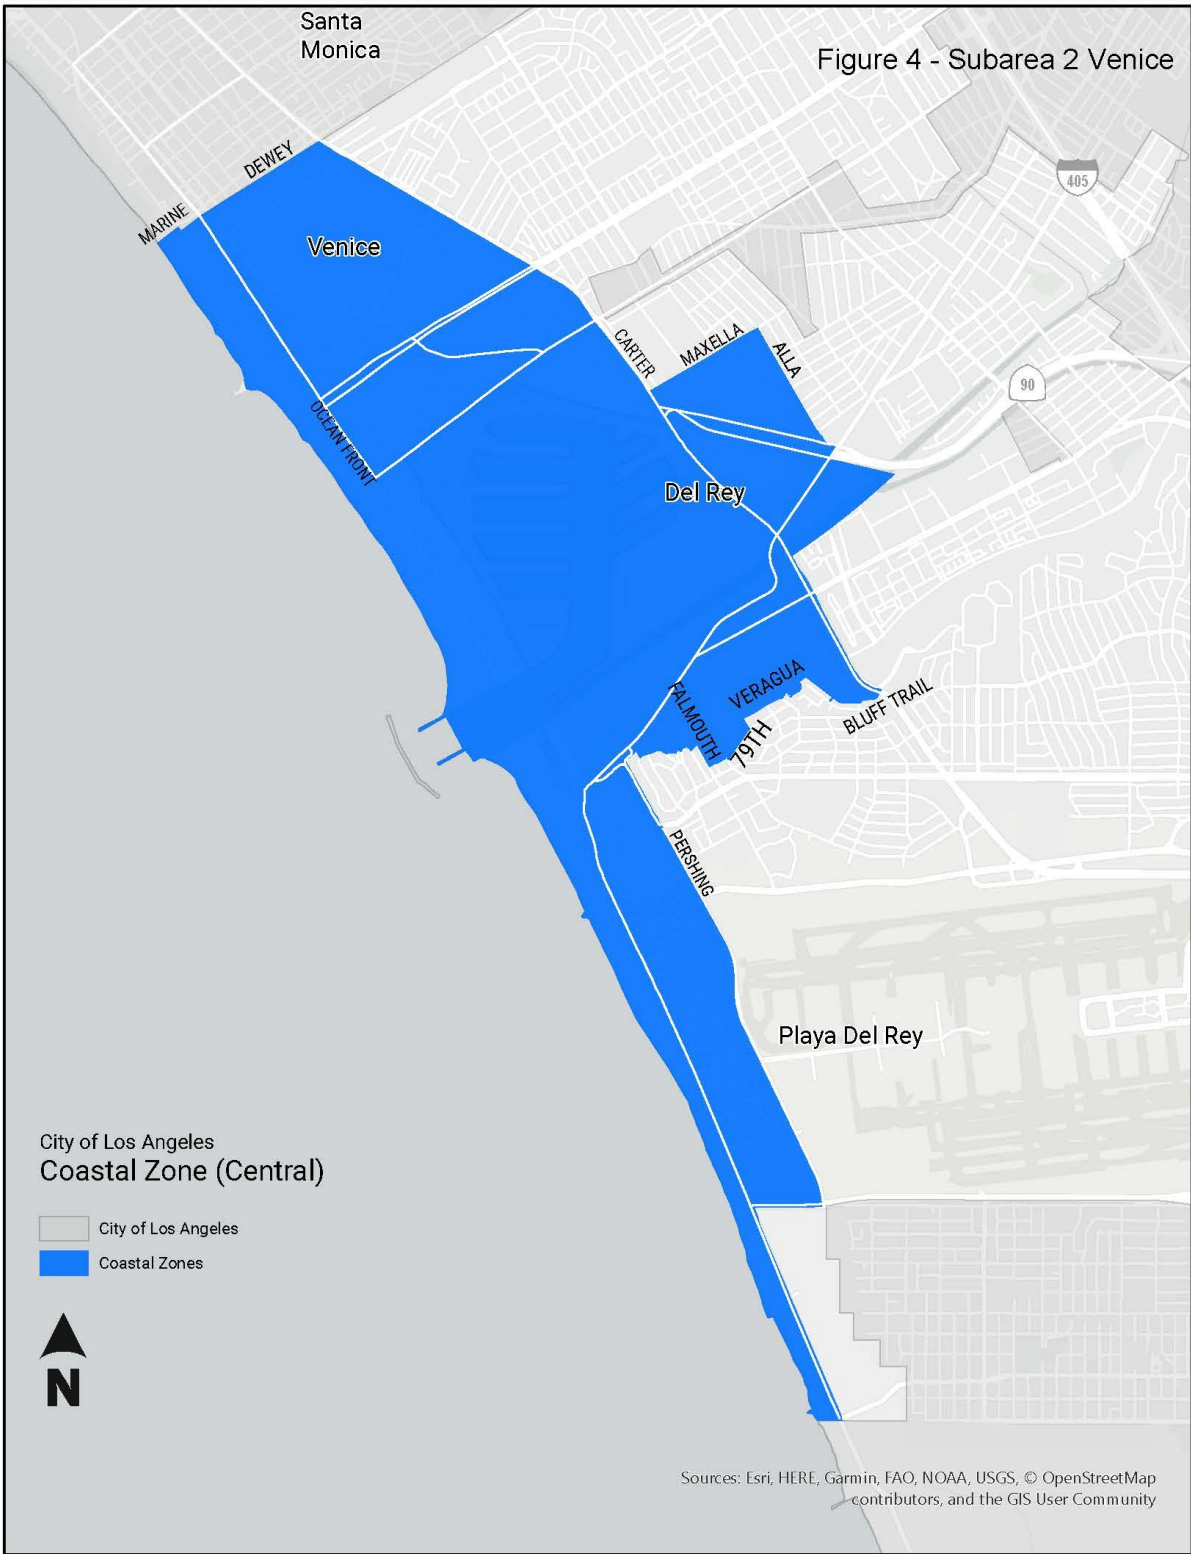 Santa
Monica
Figure 4 - Subarea 2 Venice
DEWEY
405
MARINE
Venice
CARTER
MAXELLA
ALLA
90
OCEAN FRONT
Del Rey
FALMOUTH
VERAGUA
79TH
BLUFF TRAIL
PERSHING
Playa Del Rey
City of Los Angeles
Coastal Zone (Central)
City of Los Angeles
Coastal Zones
N
Sources: Esri, HERE, Garmin, FAO, NOAA, USGS, © OpenStreetMap
contributors, and the GIS User Community